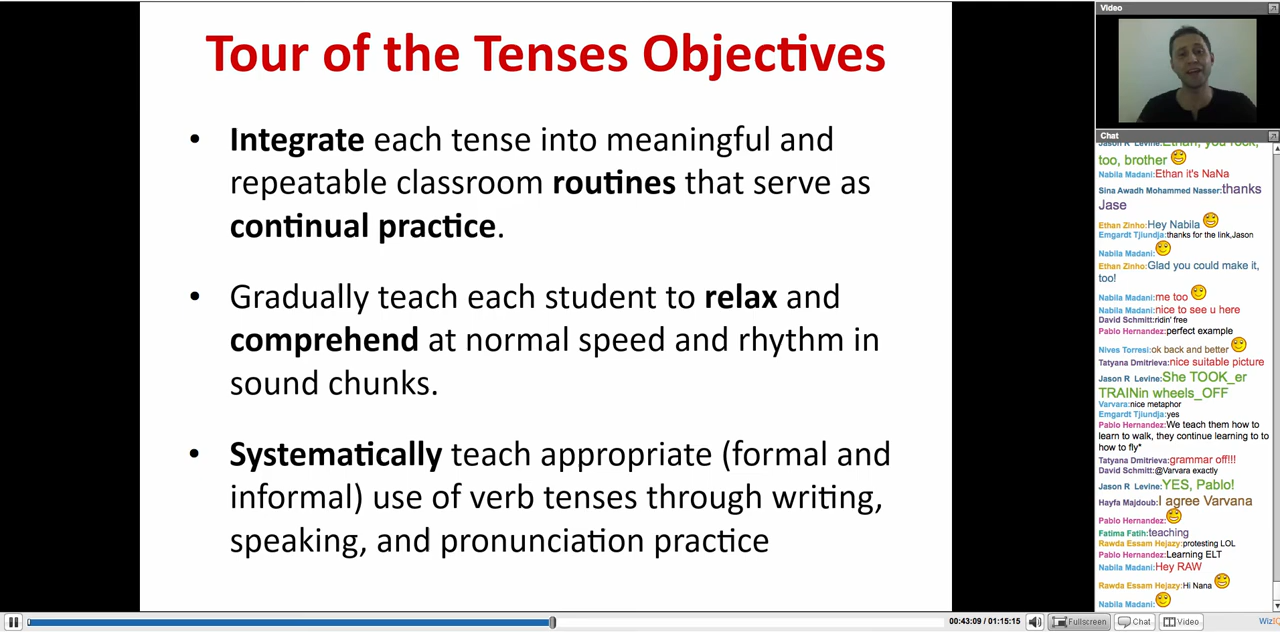 Tour of the Tenses Objectives
• Integrate each tense into meaningful and
repeatable classroom routines that serve as
continual practice.
• Gradually teach each student to relax and
comprehend at normal speed and rhythm in
sound chunks.
• Systematically teach appropriate (formal and
informal) use of verb tenses through writing,
speaking, and pronunciation practice
Video
Chat
Jason R Levine:Ethan, you rock,
too, brother
Nabila Madani:Ethan it's NaNa
Sina Awadh Mohammed Nasser:thanks
Jase
Ethan Zinho:Hey Nabila
Emgardt Tjiundja:thanks for the link,Jason
Nabila Madani:
Ethan Zinho:Glad you could make it,
too!
Nabila Madani:me too
Nabila Madani:nice to see u here
David Schmitt:ridin' free
Pablo Hernandez:perfect example
Nives Torresi:ok back and better
Tatyana Dmitrieva:nice suitable picture
Jason R Levine:She TOOK_er
TRAINin wheels_OFF
Varvara:nice metaphor
Emgardt Tjiundja:yes
Pablo Hernandez:We teach them how to
learn to walk, they continue learning to to
how to fly*
Tatyana Dmitrieva:grammar off!!!
David Schmitt:@Varvara exactly
Jason R Levine:YES, Pablo!
Hayfa Majdoub:I agree Varvana
Pablo Hernandez:
Fatima Fatih:teaching
Rawda Essam Hejazy:protesting LOL
Pablo Hernandez:Learning ELT
Nabila Madani:Hey RAW
Rawda Essam Hejazy:Hi Nana
Nabila Madani:
00:43:09 / 01:15:15 Fullscreen Chat Video WizIQ